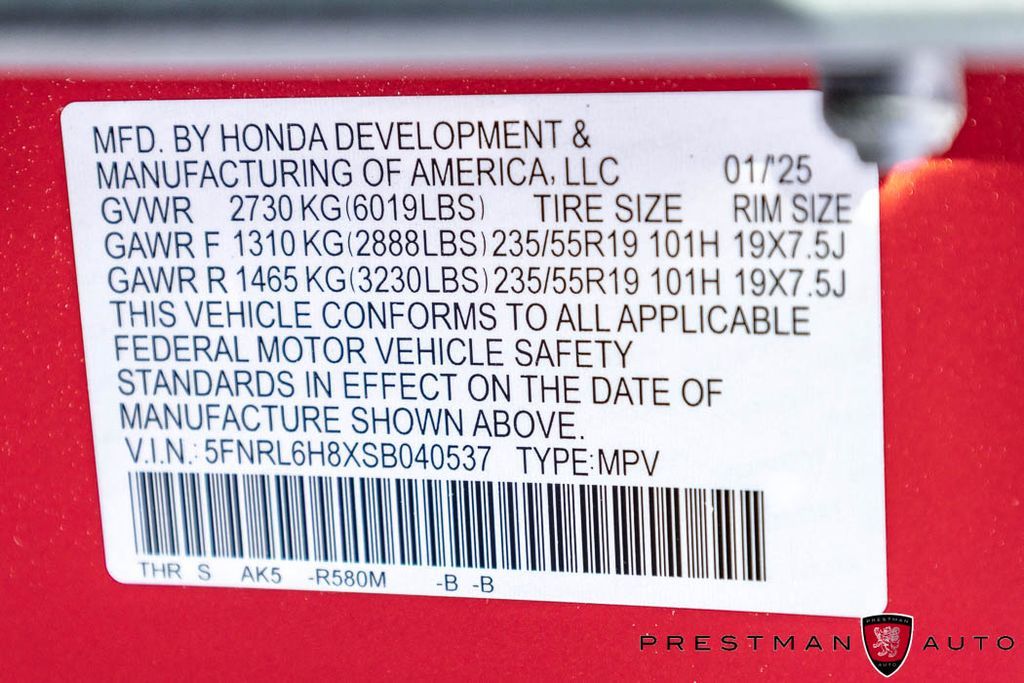 MFD. BY HONDA DEVELOPMENT &
MANUFACTURING OF AMERICA, LLC 01/'25
GVWR 2730 KG(6019LBS) TIRE SIZE RIM SIZE
GAWR F 1310 KG(2888LBS) 235/55R19 101H 19X7.5J
GAWR R 1465 KG(3230LBS) 235/55R19 101H 19X7.5J
THIS VEHICLE CONFORMS TO ALL APPLICABLE
FEDERAL MOTOR VEHICLE SAFETY
STANDARDS IN EFFECT ON THE DATE OF
MANUFACTURE SHOWN ABOVE.
V.I.N.: 5FNRL6H8XSB040537 TYPE:MPV
THR S AK5 -R580M -B -B
PRESTMAN AUTO
PRESTMAN
AUTO